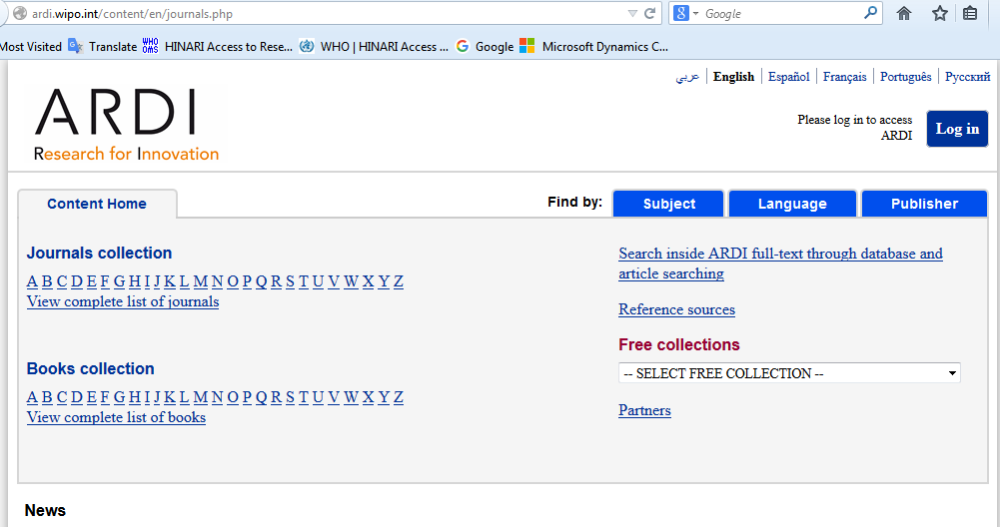 ardi.wipo.int/content/en/journals.php
Google
Most Visited Translate WHO OMS HINARI Access to Rese... WHO | HINARI Access ... Google Microsoft Dynamics C...
عربي English Español Français Português Русский
ARDI
Research for Innovation
Please log in to access
ARDI
Log in
Content Home
Find by: Subject Language Publisher
Journals collection
A B C D E F G H I J K L M N O P Q R S T U V W X Y Z
View complete list of journals
Books collection
A B C D E F G H I J K L M N O P Q R S T U V W X Y Z
View complete list of books
Search inside ARDI full-text through database and
article searching
Reference sources
Free collections
-- SELECT FREE COLLECTION --
Partners
News